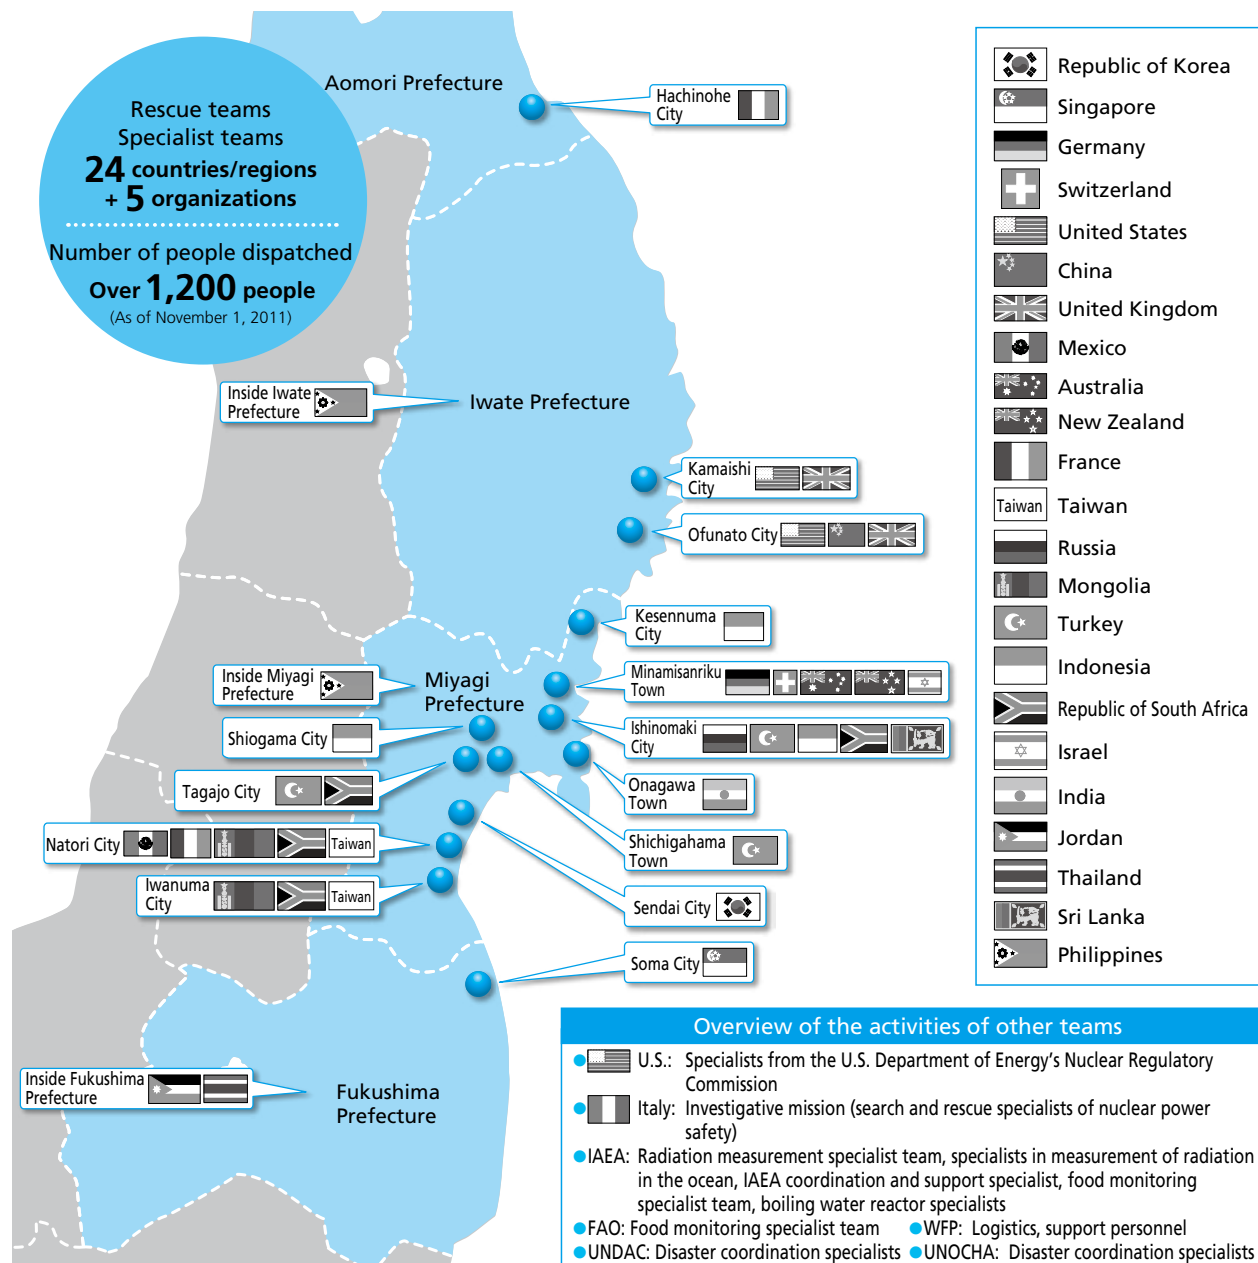 Rescue teams
Specialist teams
24 countries/regions
+ 5 organizations
Number of people dispatched
Over 1,200 people
(As of November 1, 2011)
Aomori Prefecture
Hachinohe
City
Inside Iwate
Prefecture
Iwate Prefecture
Kamaishi
City
Ofunato City
Kesennuma
City
Inside Miyagi
Prefecture
Miyagi
Prefecture
Minamisanriku
Town
Shiogama City
Ishinomaki
City
Tagajo City
Onagawa
Town
Natori City
Taiwan
Shichigahama
Town
Iwanuma
City
Taiwan
Sendai City
Soma City
Inside Fukushima
Prefecture
Fukushima
Prefecture
Republic of Korea
Singapore
Germany
Switzerland
United States
China
United Kingdom
Mexico
Australia
New Zealand
France
Taiwan Taiwan
Russia
Mongolia
Turkey
Indonesia
Republic of South Africa
Israel
India
Jordan
Thailand
Sri Lanka
Philippines
Overview of the activities of other teams
U.S.: Specialists from the U.S. Department of Energy's Nuclear Regulatory
Commission
Italy: Investigative mission (search and rescue specialists of nuclear power
safety)
IAEA: Radiation measurement specialist team, specialists in measurement of radiation
in the ocean, IAEA coordination and support specialist, food monitoring
specialist team, boiling water reactor specialists
FAO: Food monitoring specialist team WFP: Logistics, support personnel
UNDAC: Disaster coordination specialists UNOCHA: Disaster coordination specialists